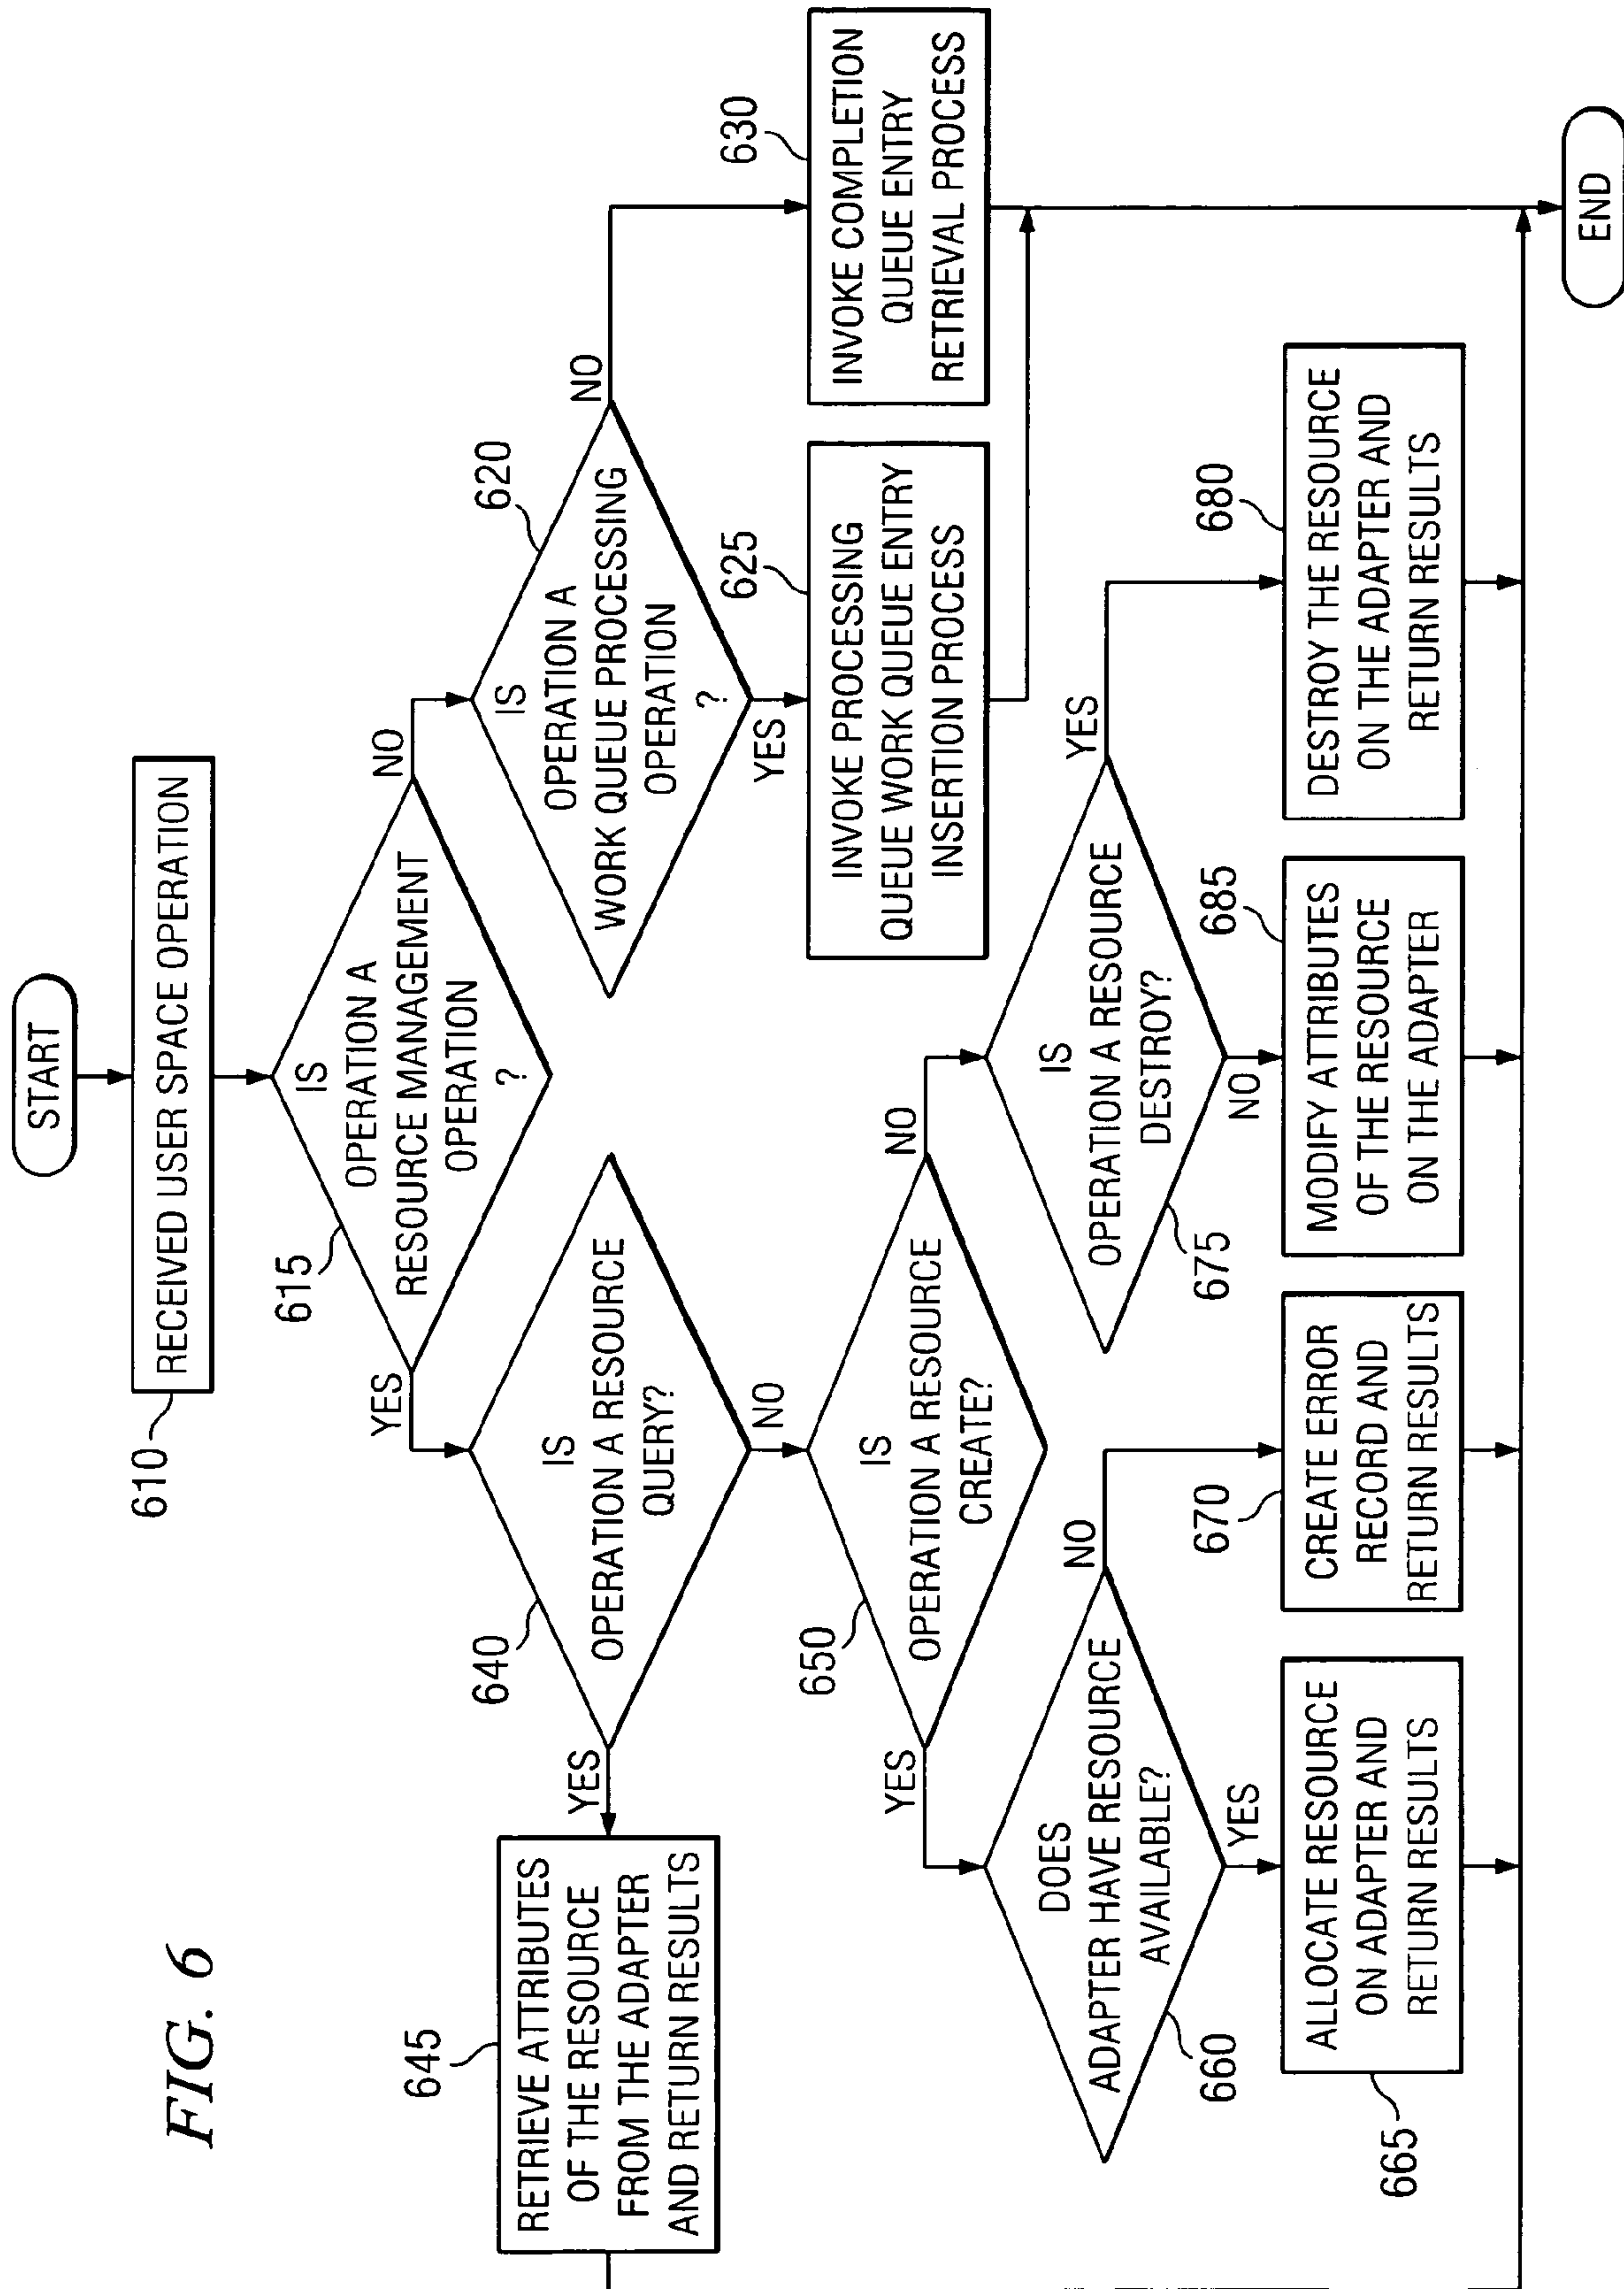 FIG. 6
START
610
RECEIVED USER SPACE OPERATION
615
IS
OPERATION A
RESOURCE MANAGEMENT
OPERATION
?
YES
NO
640
IS
OPERATION A RESOURCE
QUERY?
YES
NO
620
IS
OPERATION A
WORK QUEUE PROCESSING
OPERATION
?
NO
YES
645
RETRIEVE ATTRIBUTES
OF THE RESOURCE
FROM THE ADAPTER
AND RETURN RESULTS
625
INVOKE PROCESSING
QUEUE WORK QUEUE ENTRY
INSERTION PROCESS
630
INVOKE COMPLETION
QUEUE ENTRY
RETRIEVAL PROCESS
650
IS
OPERATION A RESOURCE
CREATE?
YES
NO
660
DOES
ADAPTER HAVE RESOURCE
AVAILABLE?
NO
YES
675
IS
OPERATION A RESOURCE
DESTROY?
YES
NO
665
ALLOCATE RESOURCE
ON ADAPTER AND
RETURN RESULTS
670
CREATE ERROR
RECORD AND
RETURN RESULTS
685
MODIFY ATTRIBUTES
OF THE RESOURCE
ON THE ADAPTER
680
DESTROY THE RESOURCE
ON THE ADAPTER AND
RETURN RESULTS
END